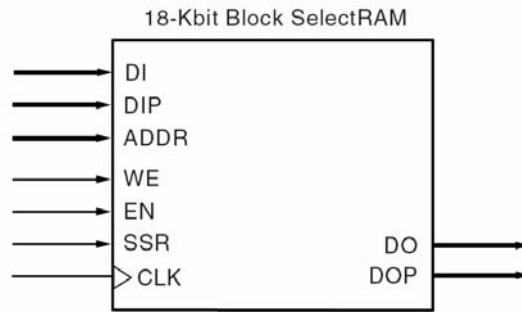 18-Kbit Block SelectRAM
DI
DIP
ADDR
WE
EN
SSR
CLK
DO
DOP